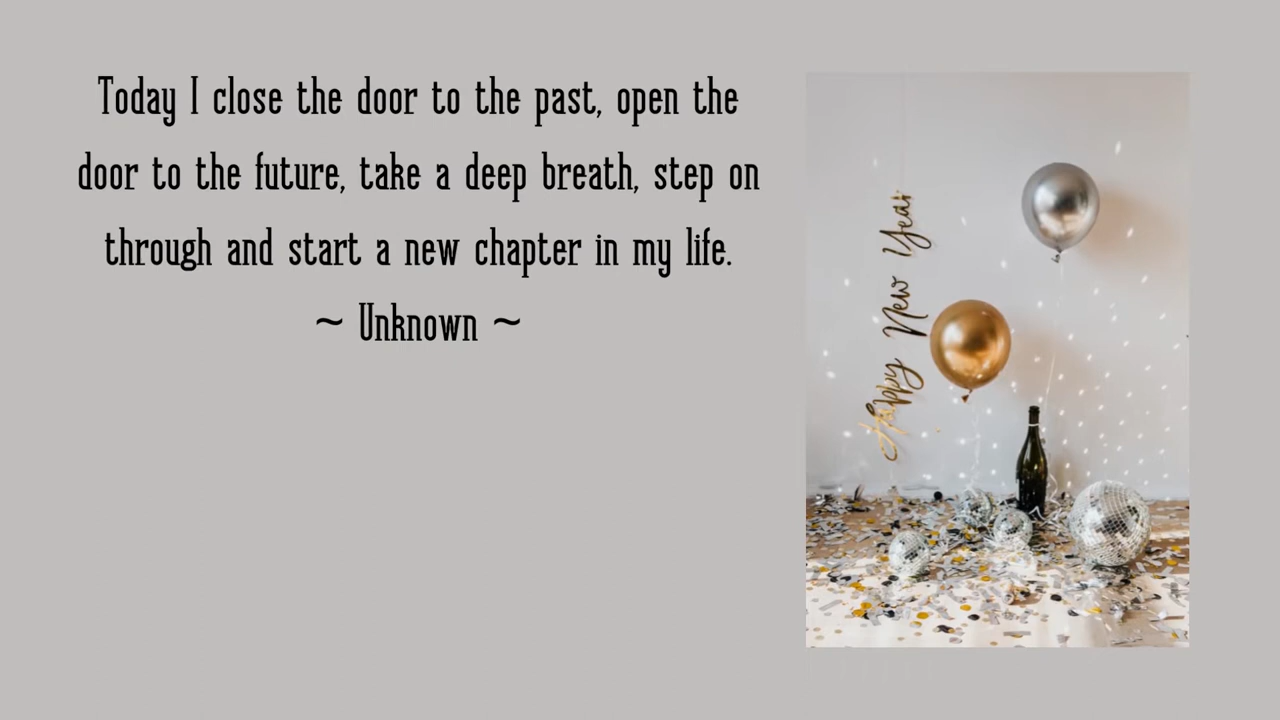 Today I close the door to the past, open the
door to the future, take a deep breath, step on
through and start a new chapter in my life.
~ Unknown ~
Happy New Year